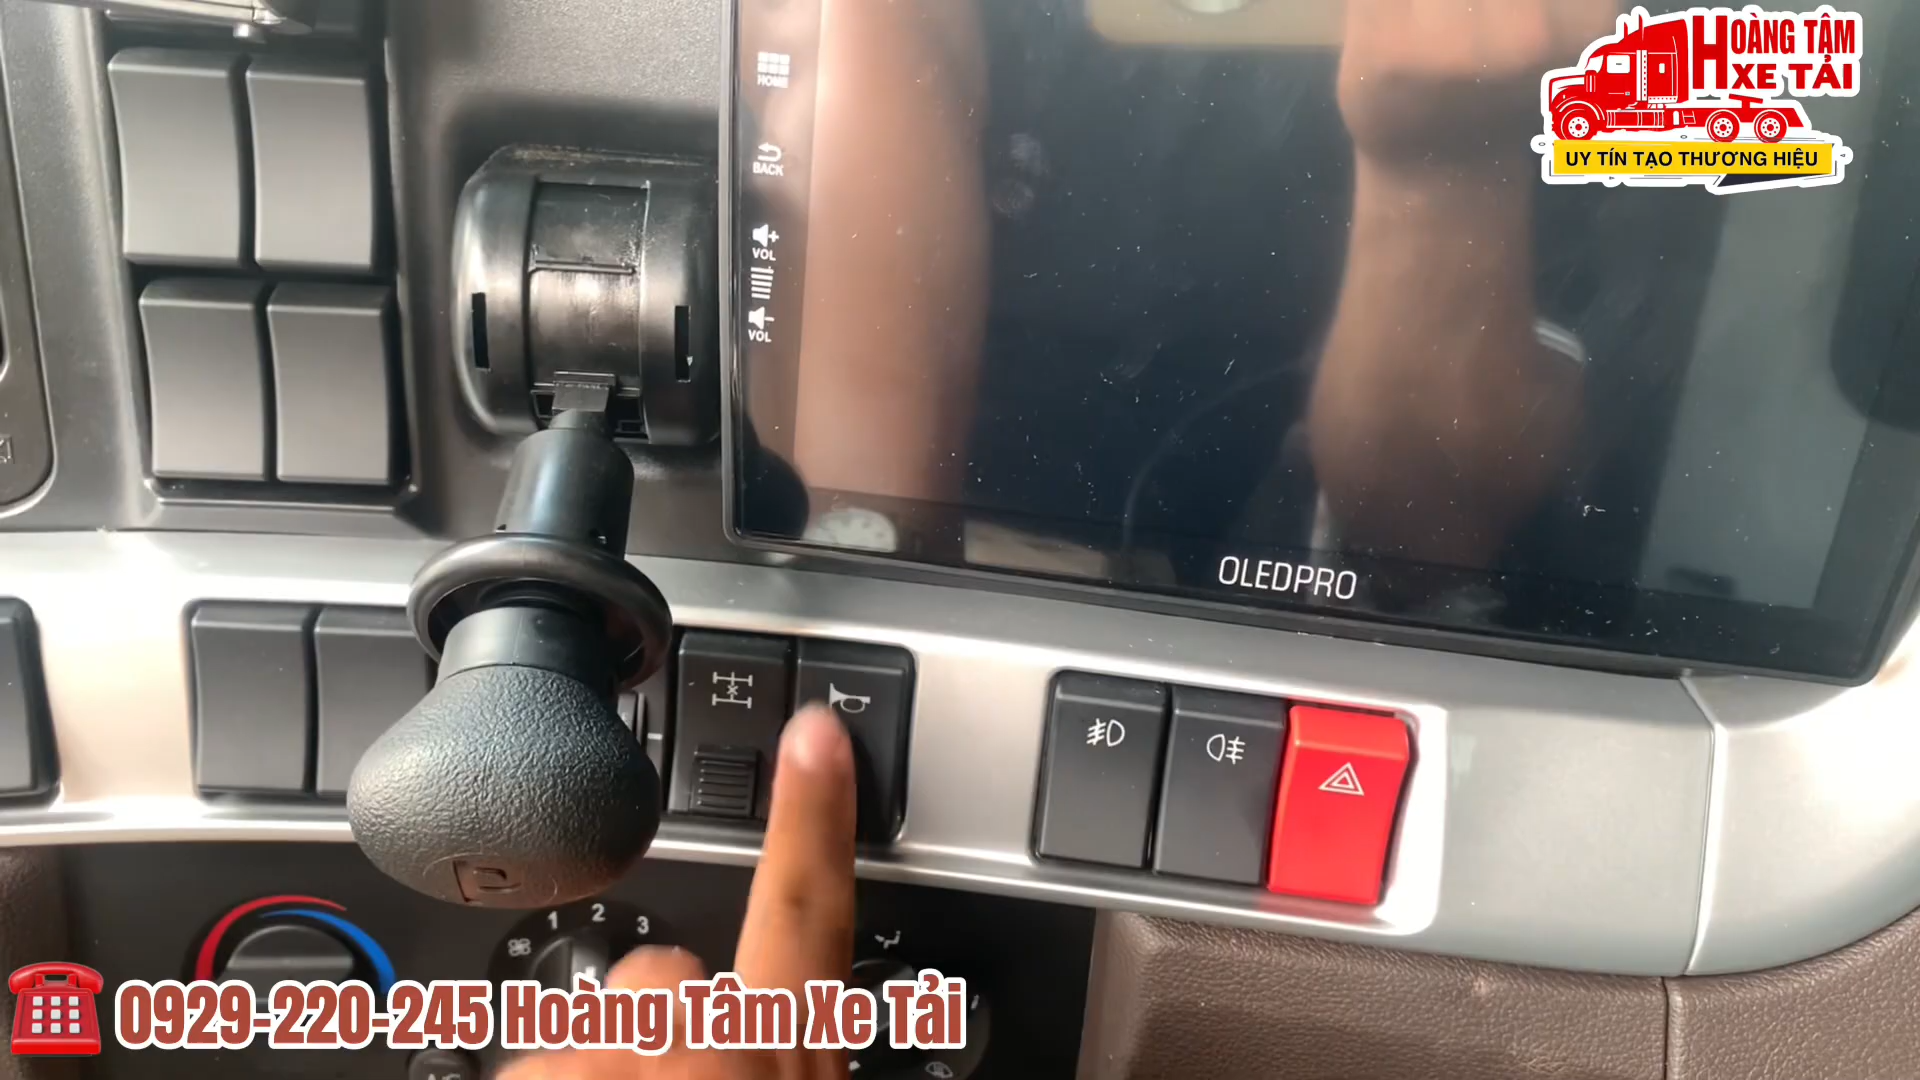 HOÀNG TÂM
XE TẢI
UY TÍN TẠO THƯƠNG HIỆU
HOME
BACK
VOL
VOL
OLEDPRO
1 2 3
0929-220-245 Hoàng Tâm Xe Tải